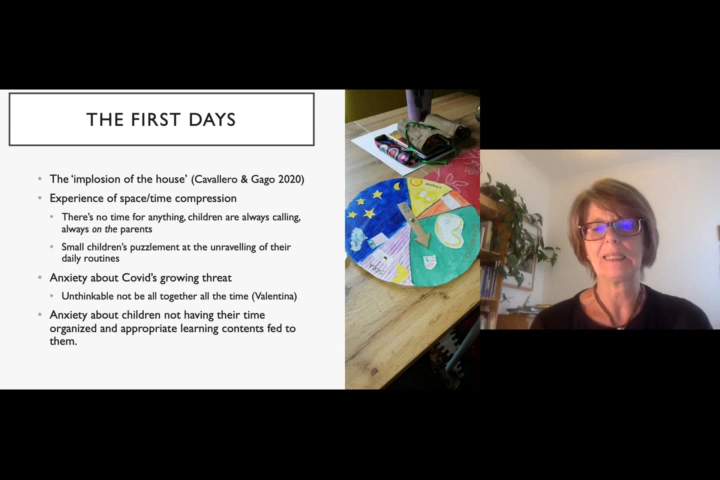 THE FIRST DAYS
• The ‘implosion of the house’ (Cavallero & Gago 2020)
• Experience of space/time compression
• There’s no time for anything, children are always calling,
always on the parents
• Small children’s puzzlement at the unravelling of their
daily routines
• Anxiety about Covid’s growing threat
• Unthinkable not be all together all the time (Valentina)
• Anxiety about children not having their time
organized and appropriate learning contents fed to
them.